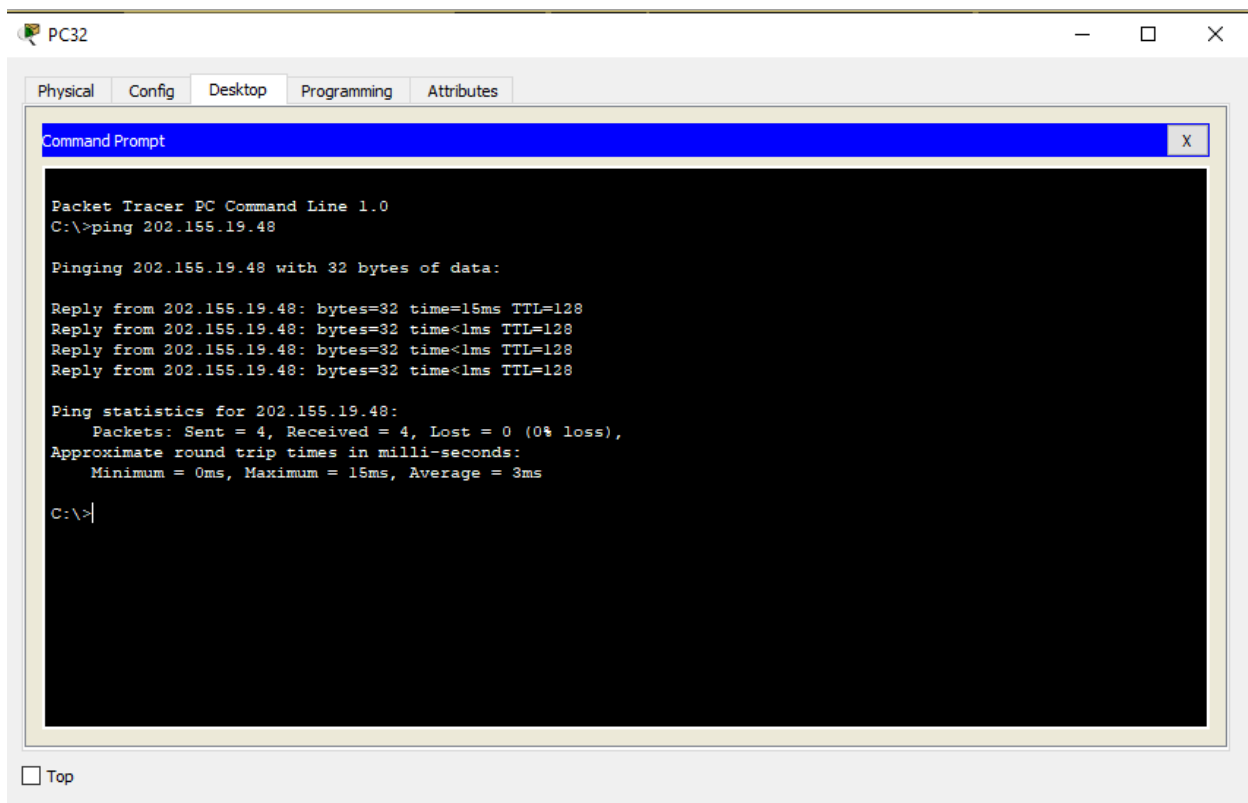 PC32
Physical Config Desktop Programming Attributes
Command Prompt X
Packet Tracer PC Command Line 1.0
C:\>ping 202.155.19.48
Pinging 202.155.19.48 with 32 bytes of data:
Reply from 202.155.19.48: bytes=32 time=15ms TTL=128
Reply from 202.155.19.48: bytes=32 time<1ms TTL=128
Reply from 202.155.19.48: bytes=32 time<1ms TTL=128
Reply from 202.155.19.48: bytes=32 time<1ms TTL=128
Ping statistics for 202.155.19.48:
    Packets: Sent = 4, Received = 4, Lost = 0 (0% loss),
Approximate round trip times in milli-seconds:
    Minimum = 0ms, Maximum = 15ms, Average = 3ms
C:\>
Top